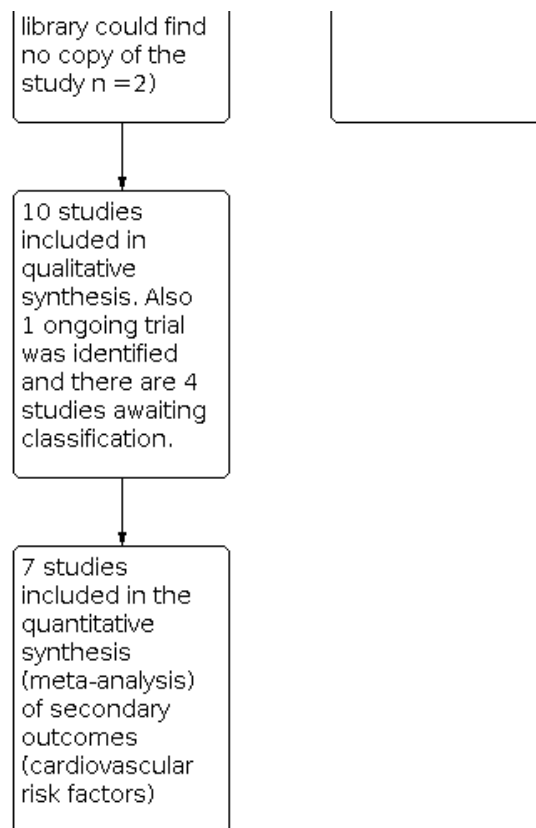 library could find
no copy of the
study n =2)
10 studies
included in
qualitative
synthesis. Also
1 ongoing trial
was identified
and there are 4
studies awaiting
classification.
7 studies
included in the
quantitative
synthesis
(meta-analysis)
of secondary
outcomes
(cardiovascular
risk factors)